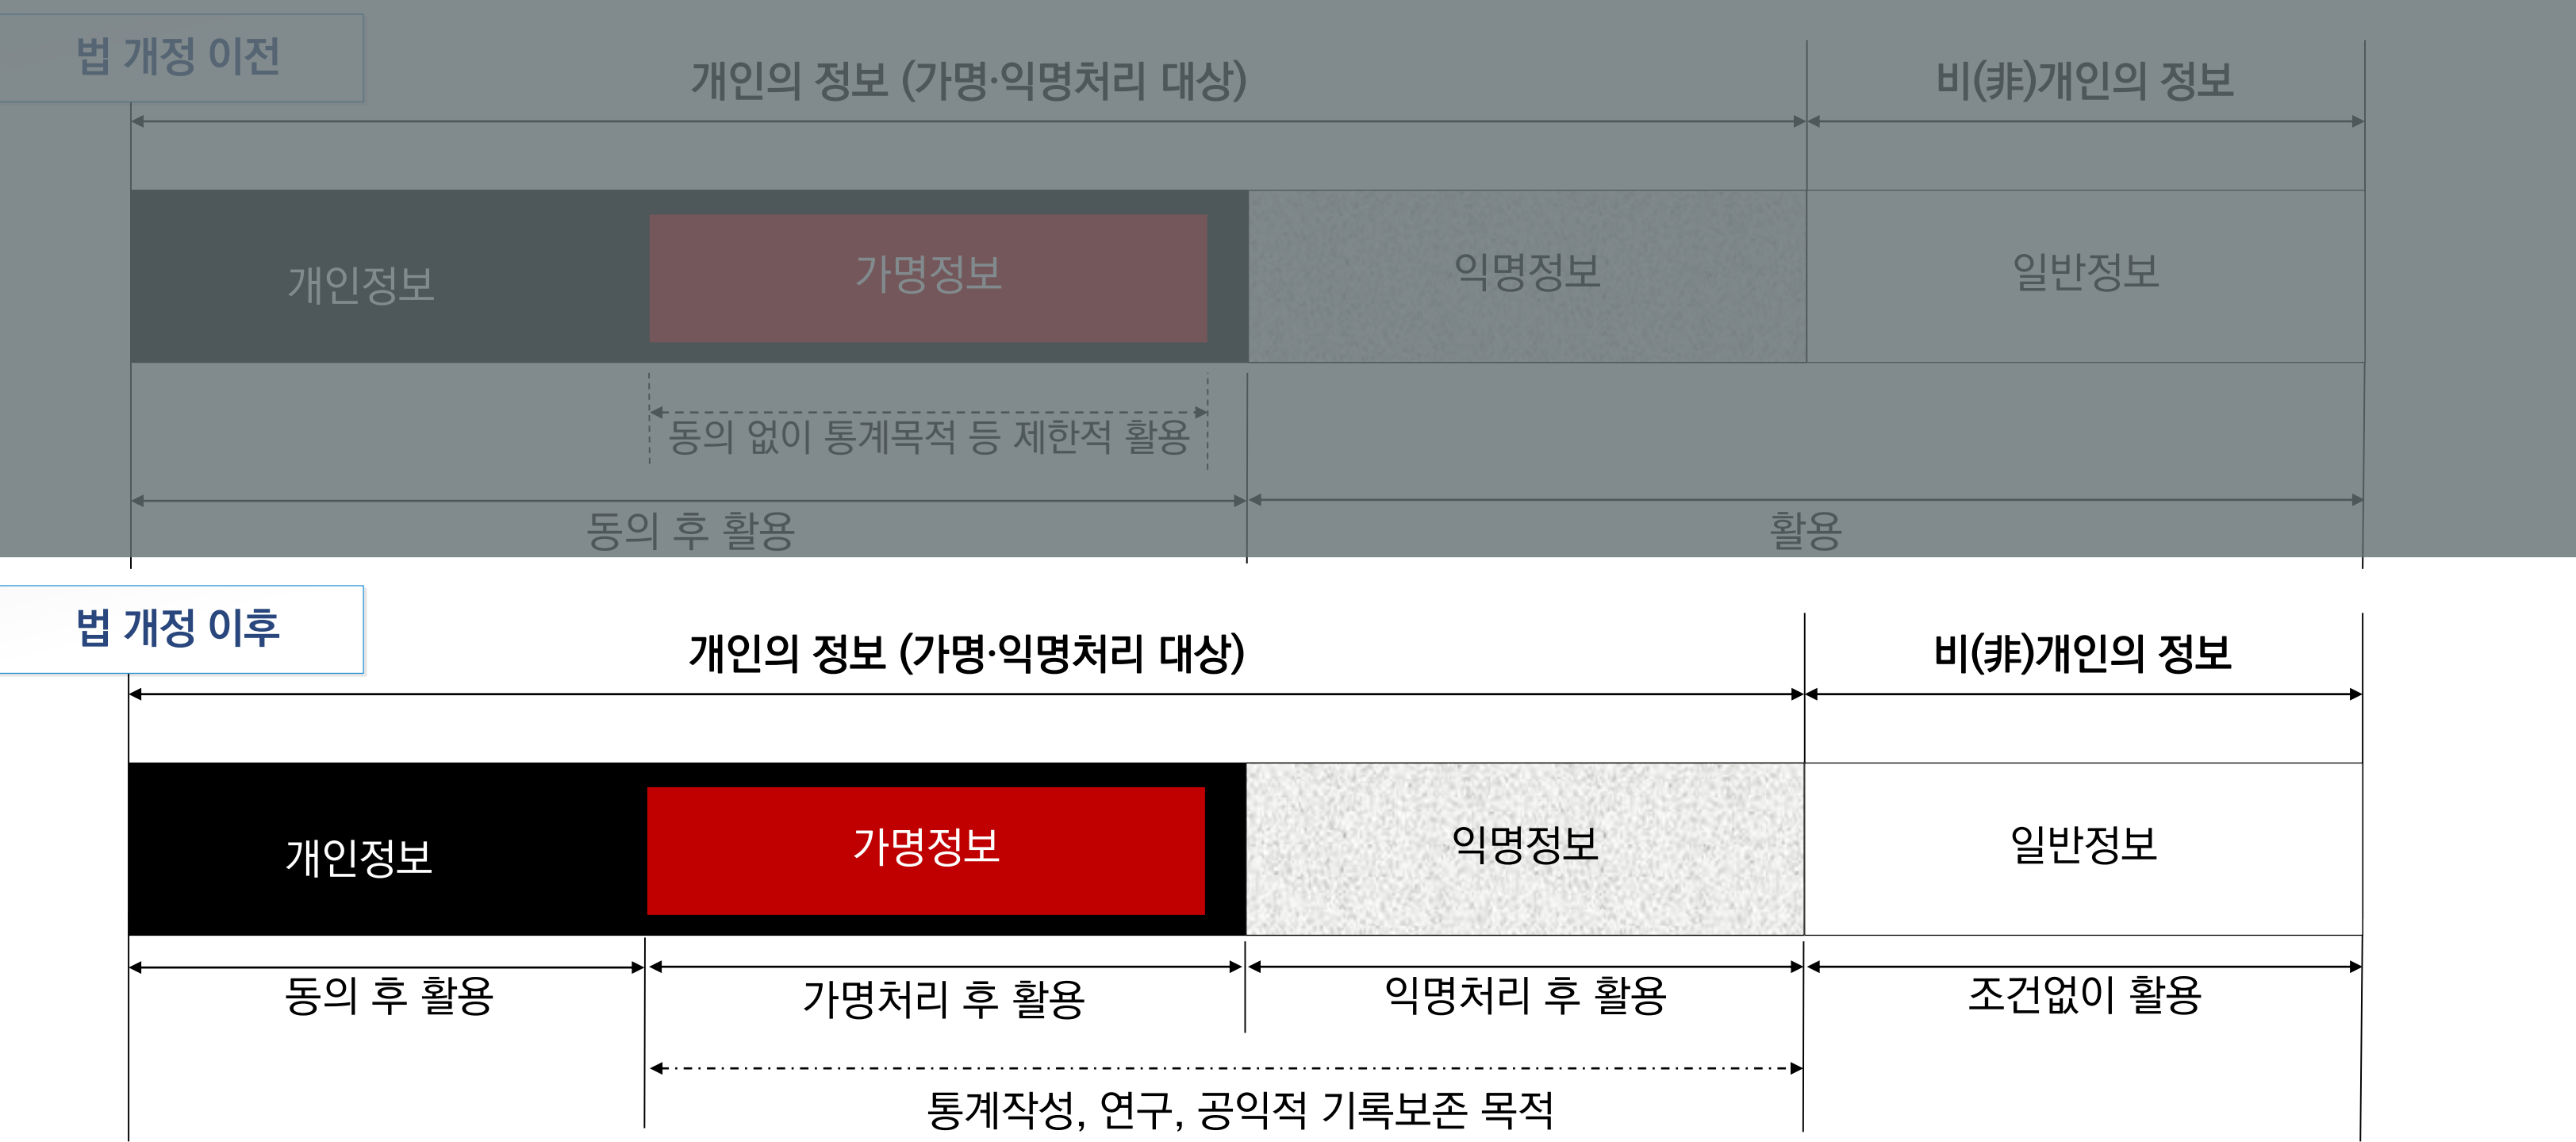 법 개정 이전
개인의 정보 (가명·익명처리 대상)
비(非)개인의 정보
개인정보
가명정보
익명정보
일반정보
동의 없이 통계목적 등 제한적 활용
동의 후 활용
활용
법 개정 이후
개인의 정보 (가명·익명처리 대상)
비(非)개인의 정보
개인정보
가명정보
익명정보
일반정보
동의 후 활용
가명처리 후 활용
익명처리 후 활용
조건없이 활용
통계작성, 연구, 공익적 기록보존 목적